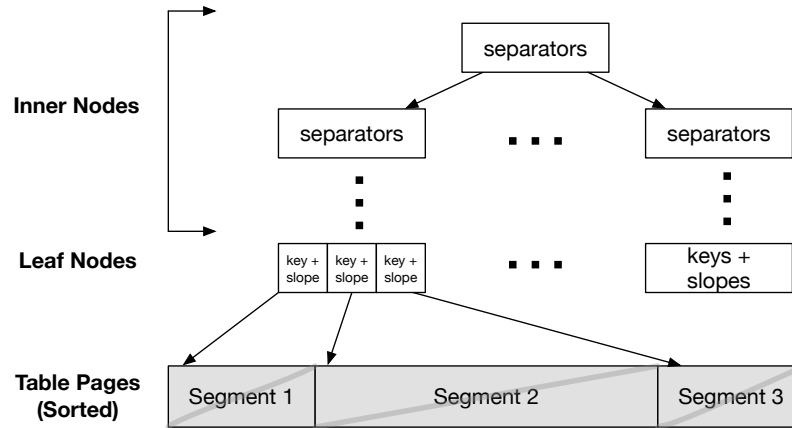 separators
Inner Nodes
separators
separators
Leaf Nodes
key +
slope
key +
slope
key +
slope
keys +
slopes
Table Pages
(Sorted)
Segment 1
Segment 2
Segment 3